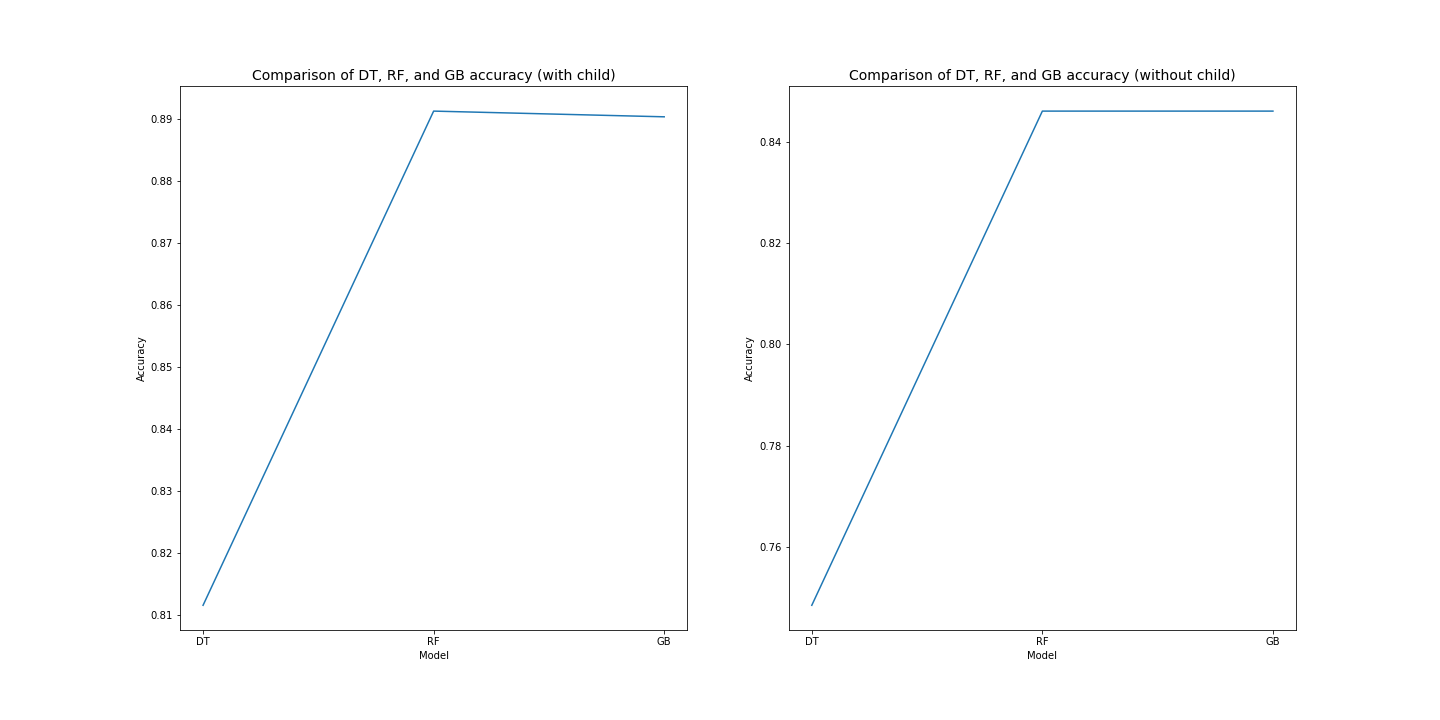 Comparison of DT, RF, and GB accuracy (with child)
0.89
0.88
0.87
0.86
0.85
0.84
0.83
0.82
0.81
Accuracy
DT RF GB
Model
Comparison of DT, RF, and GB accuracy (without child)
0.84
0.82
0.80
0.78
0.76
Accuracy
DT RF GB
Model